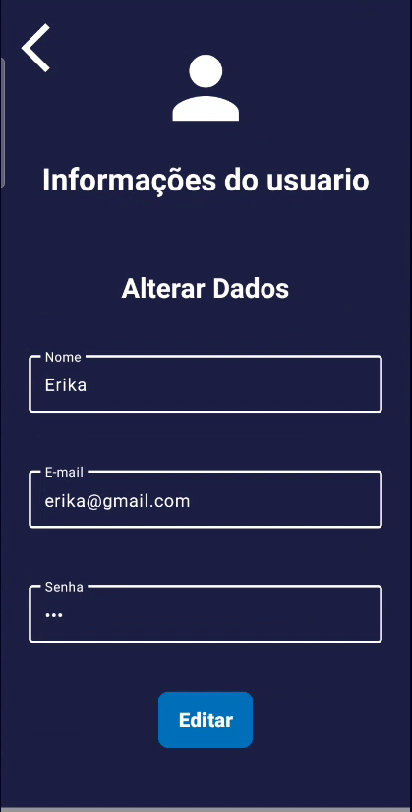 Informações do usuario
Alterar Dados
Nome
Erika
E-mail
erika@gmail.com
Senha
•••
Editar